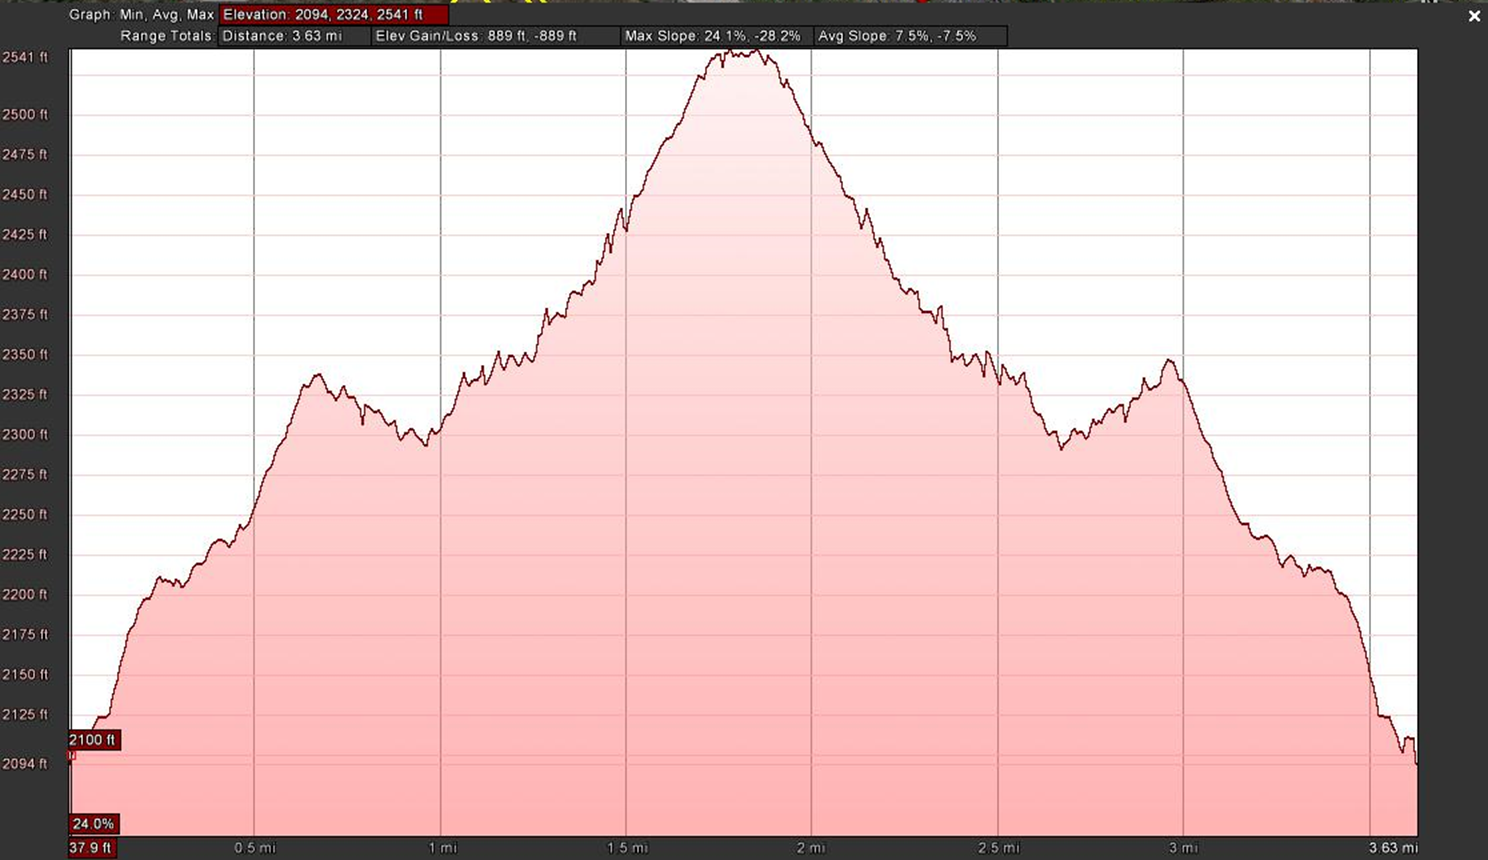 Graph: Min, Avg, Max Elevation: 2094, 2324, 2541 ft
Range Totals: Distance: 3.63 mi Elev Gain/Loss: 889 ft, -889 ft Max Slope: 24.1%, -28.2% Avg Slope: 7.5%, -7.5%
2541 ft
2500 ft
2475 ft
2450 ft
2425 ft
2400 ft
2375 ft
2350 ft
2325 ft
2300 ft
2275 ft
2250 ft
2225 ft
2200 ft
2175 ft
2150 ft
2125 ft
2100 ft
2094 ft
24.0%
37.9 ft 0.5 mi 1 mi 1.5 mi 2 mi 2.5 mi 3 mi 3.63 mi